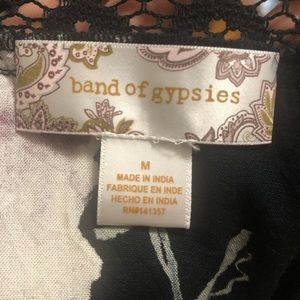 band of gypsies
M
MADE IN INDIA
FABRIQUE EN INDE
HECHO EN INDIA
RN#141357